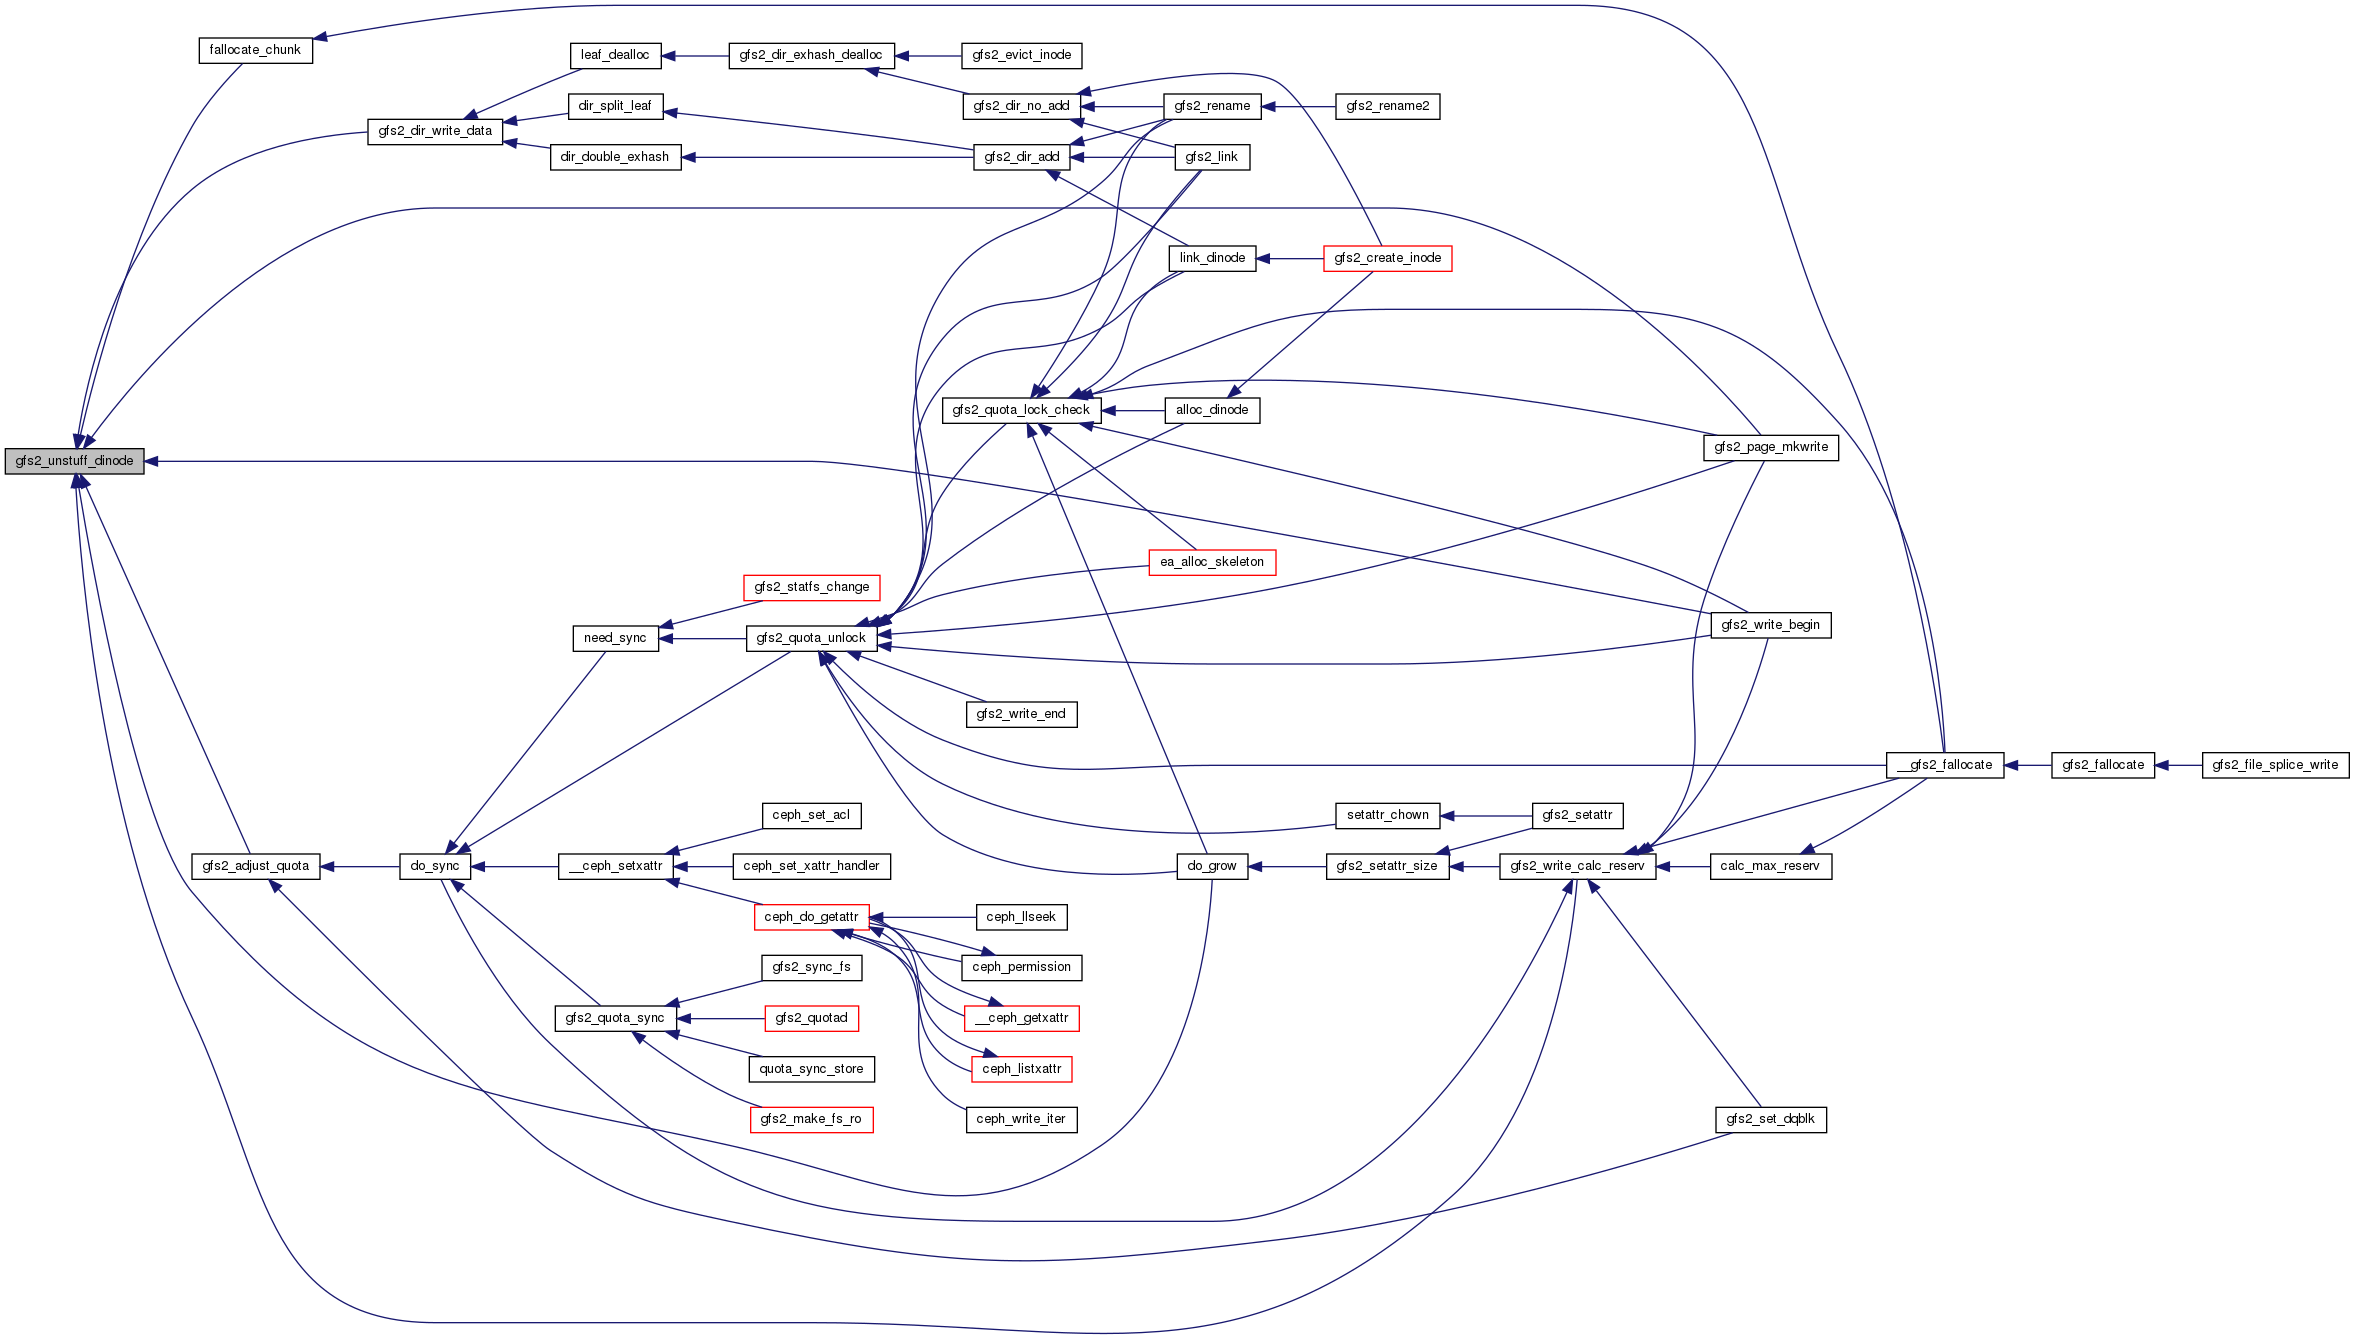 fallocate_chunk
leaf_dealloc
gfs2_dir_exhash_dealloc
gfs2_evict_inode
dir_split_leaf
gfs2_dir_no_add
gfs2_rename
gfs2_rename2
gfs2_dir_write_data
dir_double_exhash
gfs2_dir_add
gfs2_link
link_dinode
gfs2_create_inode
gfs2_quota_lock_check
alloc_dinode
gfs2_page_mkwrite
gfs2_unstuff_dinode
ea_alloc_skeleton
gfs2_statfs_change
need_sync
gfs2_quota_unlock
gfs2_write_begin
gfs2_write_end
__gfs2_fallocate
gfs2_fallocate
gfs2_file_splice_write
ceph_set_acl
setattr_chown
gfs2_setattr
gfs2_adjust_quota
do_sync
__ceph_setxattr
ceph_set_xattr_handler
do_grow
gfs2_setattr_size
gfs2_write_calc_reserv
calc_max_reserv
ceph_do_getattr
ceph_llseek
gfs2_sync_fs
ceph_permission
gfs2_quota_sync
gfs2_quotad
__ceph_getxattr
quota_sync_store
ceph_listxattr
gfs2_make_fs_ro
ceph_write_iter
gfs2_set_dqblk